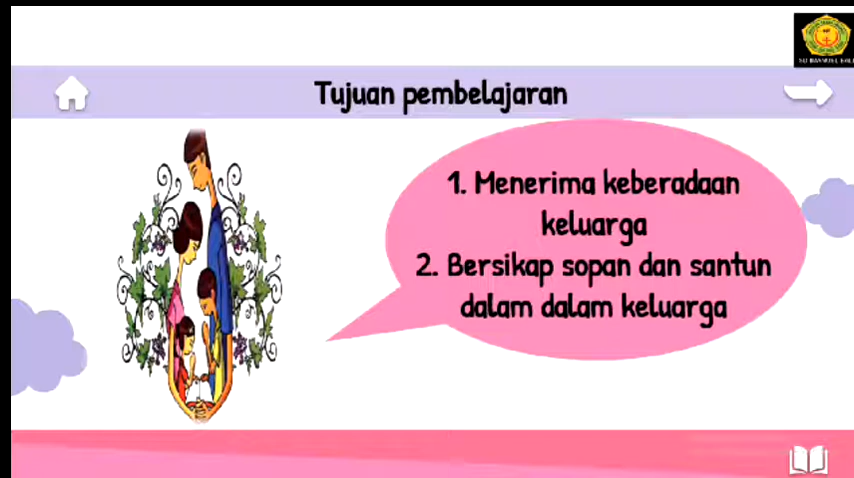 Tujuan pembelajaran
1. Menerima keberadaan
keluarga
2. Bersikap sopan dan santun
dalam dalam keluarga